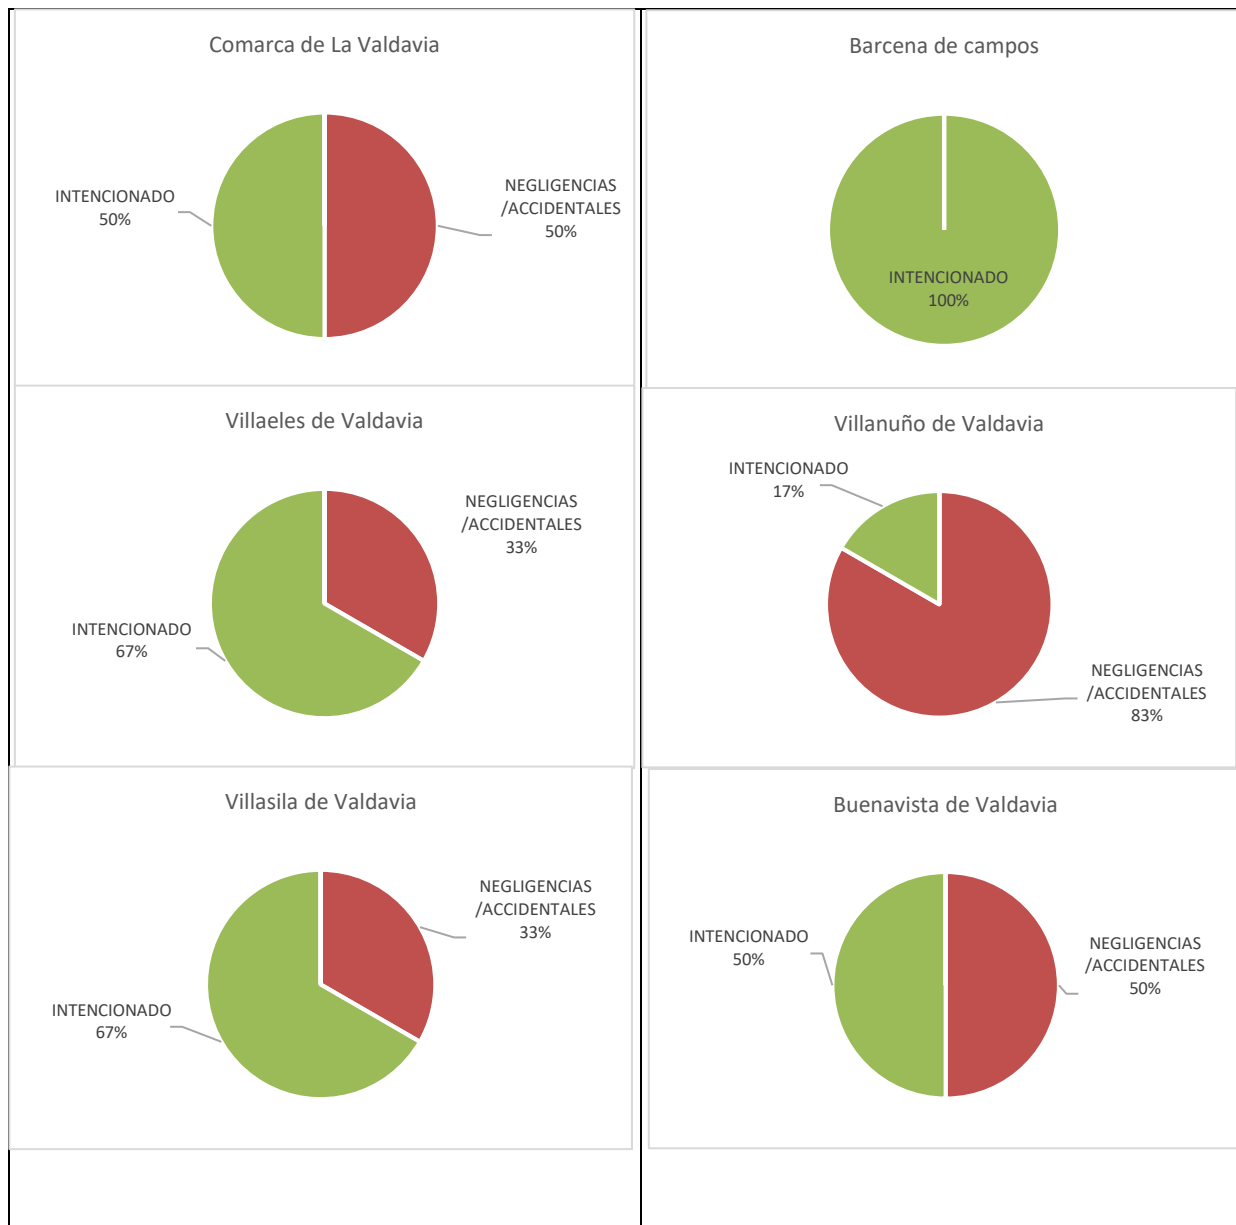 Comarca de La Valdavia
INTENCIONADO
50%
NEGLIGENCIAS
/ACCIDENTALES
50%
Barcena de campos
INTENCIONADO
100%
Villaeles de Valdavia
NEGLIGENCIAS
/ACCIDENTALES
33%
INTENCIONADO
67%
Villanuño de Valdavia
INTENCIONADO
17%
NEGLIGENCIAS
/ACCIDENTALES
83%
Villasila de Valdavia
NEGLIGENCIAS
/ACCIDENTALES
33%
INTENCIONADO
67%
Buenavista de Valdavia
INTENCIONADO
50%
NEGLIGENCIAS
/ACCIDENTALES
50%